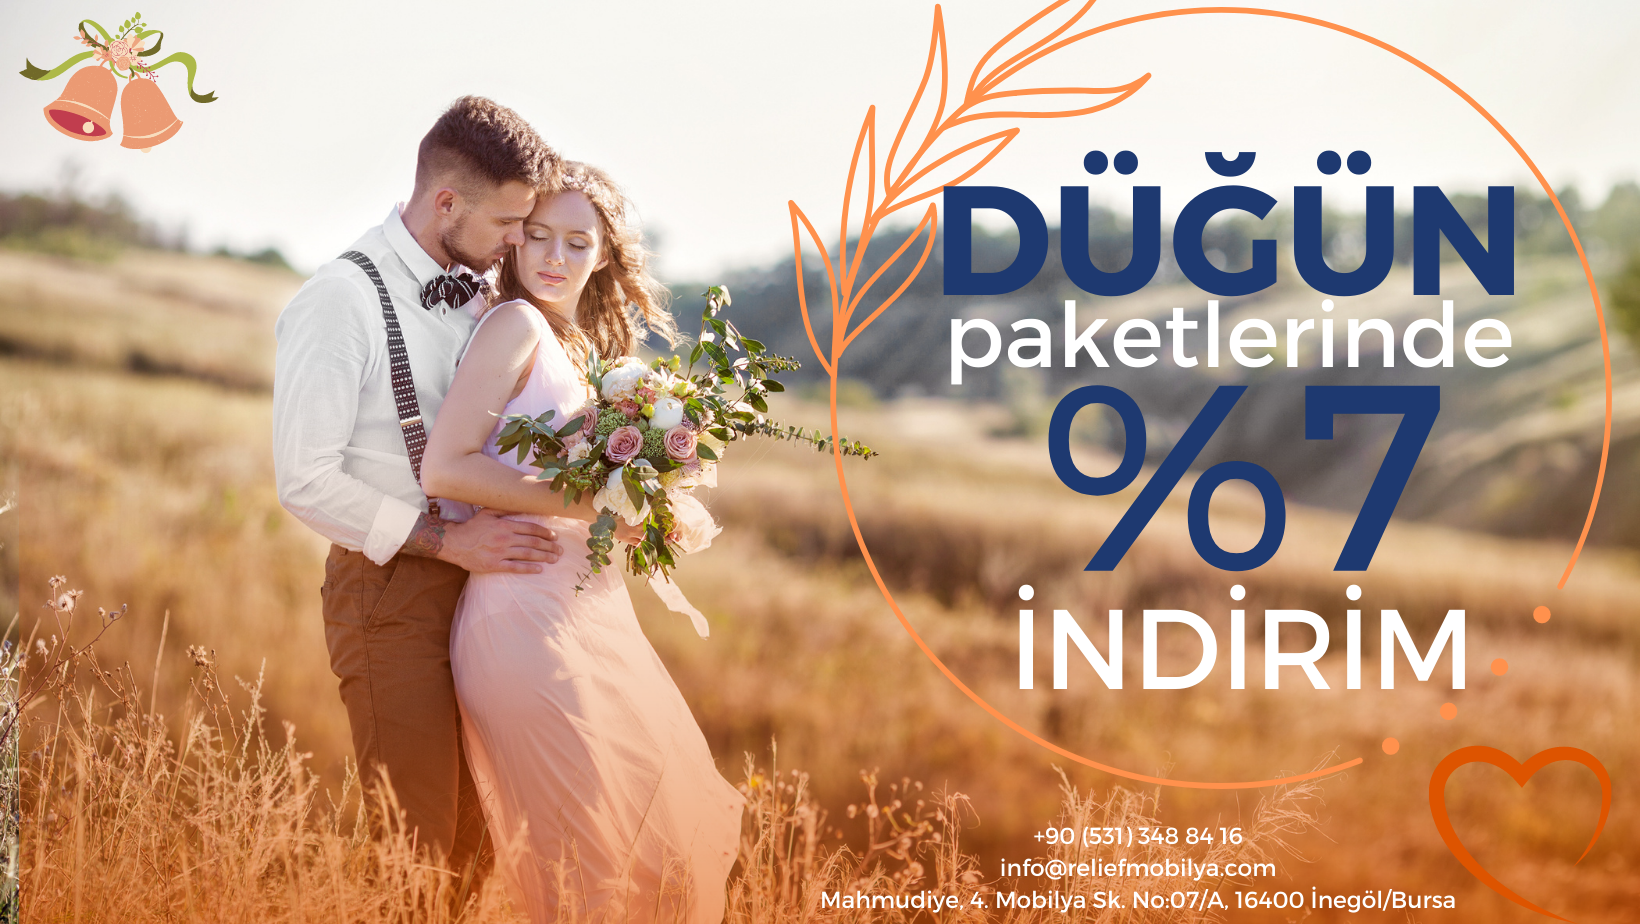 DÜĞÜN
paketlerinde
%7
İNDİRİM
+90 (531) 348 84 16
info@reliefmobilya.com
Mahmudiye, 4. Mobilya Sk. No:07/A, 16400 İnegöl/Bursa